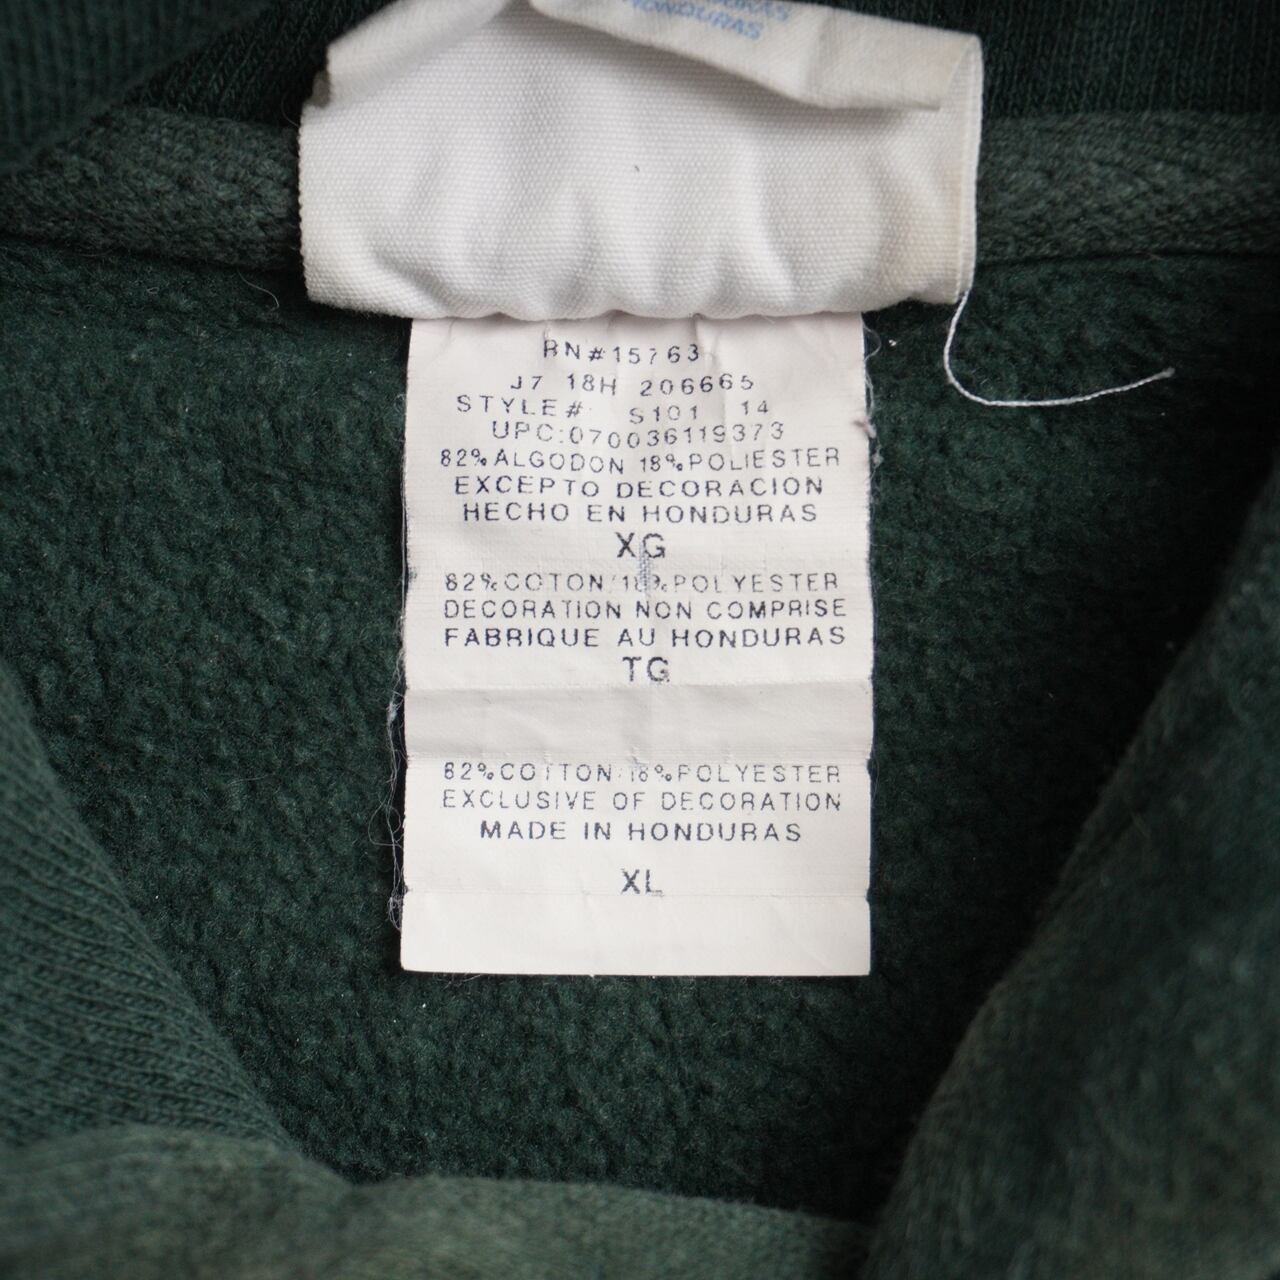 HONDURAS
RN#15763
J7 18H 206665
STYLE# S101 14
UPC:070036119373
82%ALGODON 18%POLIESTER
EXCEPTO DECORACION
HECHO EN HONDURAS
XG
82%COTON/18%POLYESTER
DECORATION NON COMPRISE
FABRIQUE AU HONDURAS
TG
82%COTTON/18%POLYESTER
EXCLUSIVE OF DECORATION
MADE IN HONDURAS
XL